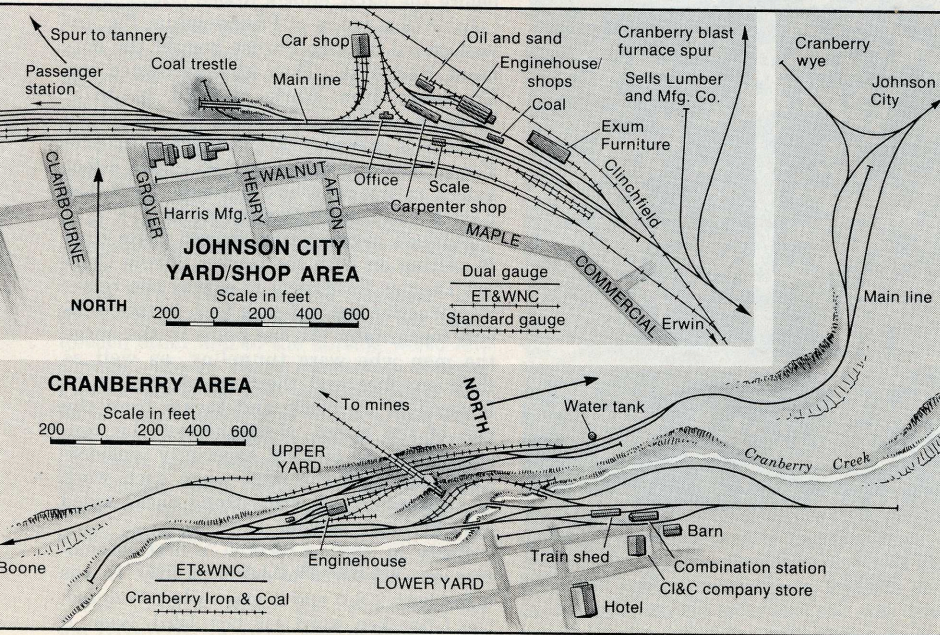 Spur to tannery
Passenger
station
Coal trestle
Main line
Car shop
Oil and sand
Enginehouse/
shops
Coal
Exum
Furniture
Clinchfield
Cranberry blast
furnace spur
Sells Lumber
and Mfg. Co.
Office
Scale
Carpenter shop
CLAIRBOURNE
GROVER
HENRY
WALNUT
AFTON
MAPLE
COMMERCIAL
Harris Mfg.
Erwin
NORTH
JOHNSON CITY
YARD/SHOP AREA
Scale in feet
200 0 200 400 600
Dual gauge
ET&WNC
Standard gauge
Cranberry
wye
Johnson
City
Main line
CRANBERRY AREA
Scale in feet
200 0 200 400 600
To mines
NORTH
Water tank
UPPER
YARD
Cranberry Creek
Boone
Enginehouse
LOWER YARD
Train shed
Barn
Combination station
CI&C company store
Hotel
ET&WNC
Cranberry Iron & Coal